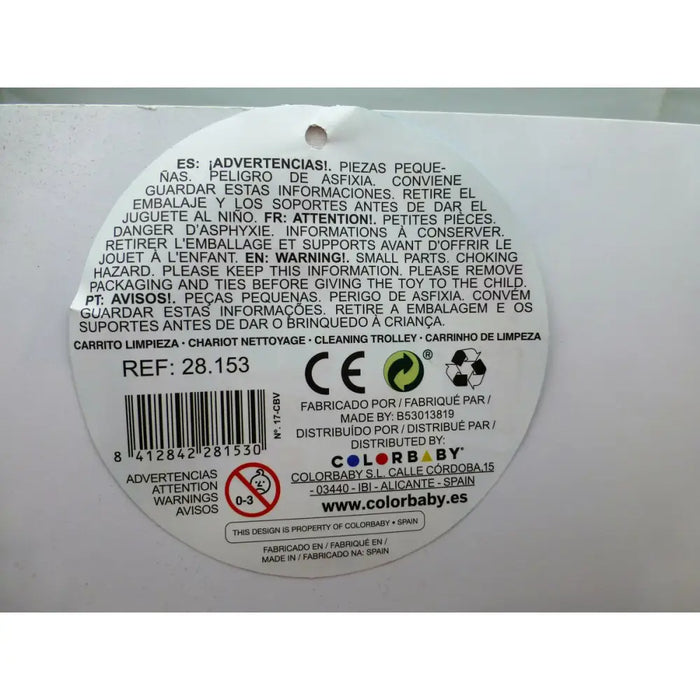 ES: ¡ADVERTENCIAS!. PIEZAS PEQUE-
ÑAS. PELIGRO DE ASFIXIA. CONVIENE
GUARDAR ESTAS INFORMACIONES. RETIRE EL
EMBALAJE Y LOS SOPORTES ANTES DE DAR EL
JUGUETE AL NIÑO. FR: ATTENTION!. PETITES PIÈCES.
DANGER D'ASPHYXIE. INFORMATIONS À CONSERVER.
RETIRER L'EMBALLAGE ET SUPPORTS AVANT D'OFFRIR LE
JOUET À L'ENFANT. EN: WARNING!. SMALL PARTS. CHOKING
HAZARD. PLEASE KEEP THIS INFORMATION. PLEASE REMOVE
PACKAGING AND TIES BEFORE GIVING THE TOY TO THE CHILD.
PT: AVISOS!. PEÇAS PEQUENAS. PERIGO DE ASFIXIA. CONVÉM
GUARDAR ESTAS INFORMAÇÕES. RETIRE A EMBALAGEM E OS
SUPORTES ANTES DE DAR O BRINQUEDO À CRIANÇA.
CARRITO LIMPIEZA · CHARIOT NETTOYAGE · CLEANING TROLLEY · CARRINHO DE LIMPEZA
REF: 28.153
8 412842 281530
Nº. 17-CBV
CE
®
FABRICADO POR / FABRIQUÉ PAR /
MADE BY: B53013819
DISTRIBUÍDO POR / DISTRIBUÉ PAR /
DISTRIBUTED BY:
COLORBABY®
COLORBABY S.L. CALLE CÓRDOBA,15
- 03440 - IBI - ALICANTE - SPAIN
www.colorbaby.es
ADVERTENCIAS
ATTENTION
WARNINGS
AVISOS
0-3
THIS DESIGN IS PROPERTY OF COLORBABY • SPAIN
FABRICADO EN / FABRIQUÉ EN /
MADE IN / FABRICADO NA: SPAIN